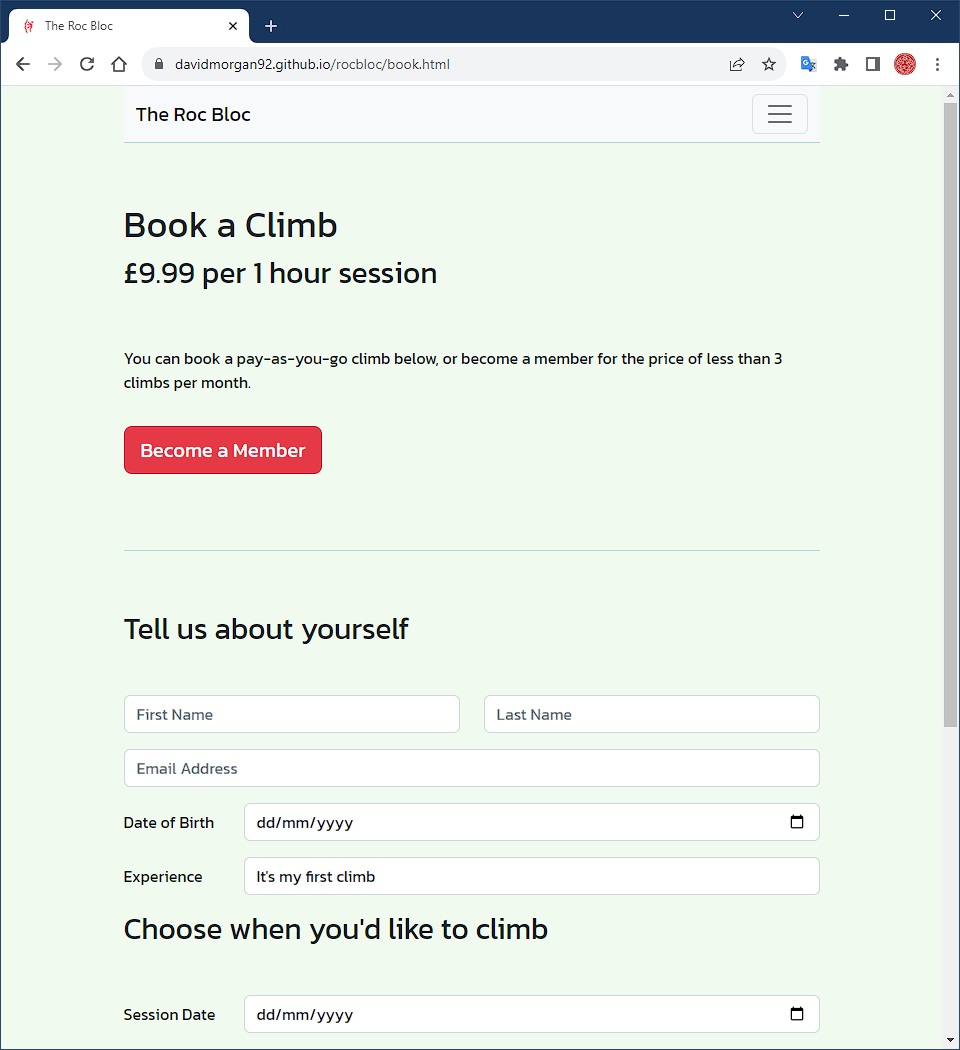 The Roc Bloc
davidmorgan92.github.io/rocbloc/book.html
The Roc Bloc
Book a Climb
£9.99 per 1 hour session
You can book a pay-as-you-go climb below, or become a member for the price of less than 3
climbs per month.
Become a Member
Tell us about yourself
First Name Last Name
Email Address
Date of Birth dd/mm/yyyy
Experience It's my first climb
Choose when you'd like to climb
Session Date dd/mm/yyyy